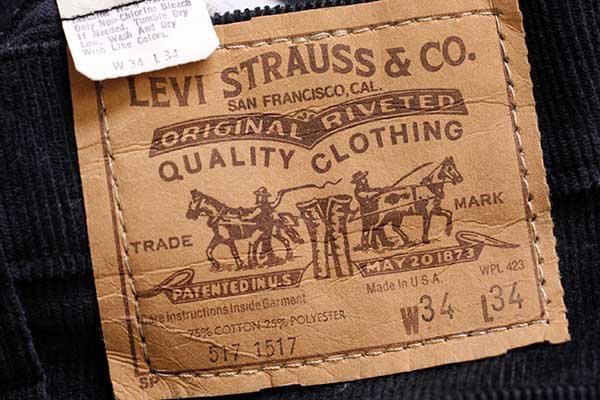 Only Non-Chlorine Bleach
If Needed, Tumble Dry
Low, Wash And Dry
With Like Colors.
W 34 L 34
LEVI STRAUSS & CO.
SAN FRANCISCO, CAL.
ORIGINAL RIVETED
QUALITY CLOTHING
TRADE MARK
PATENTED IN U.S. MAY 20 1873
Made in U.S.A. WPL 423
Care instructions Inside Garment
75% COTTON-25% POLYESTER
W34 L34
517 1517
SP